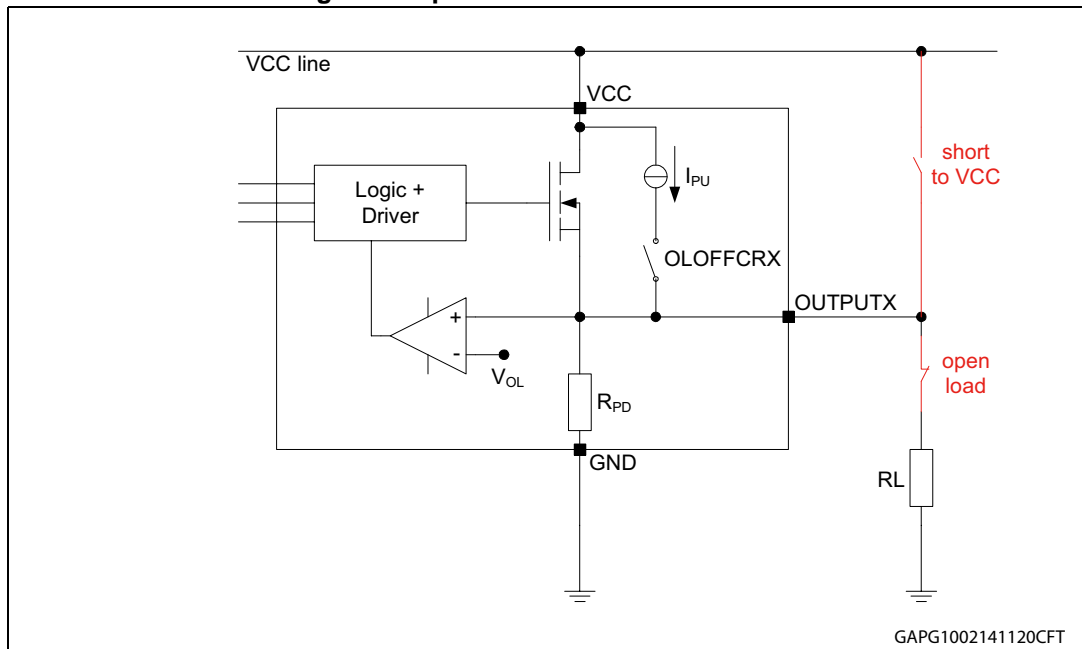 VCC line
VCC
short
to VCC
Logic +
Driver
IPU
OLOFFCRX
OUTPUTX
+
-
VOL
open
load
RPD
GND
RL
GAPG1002141120CFT